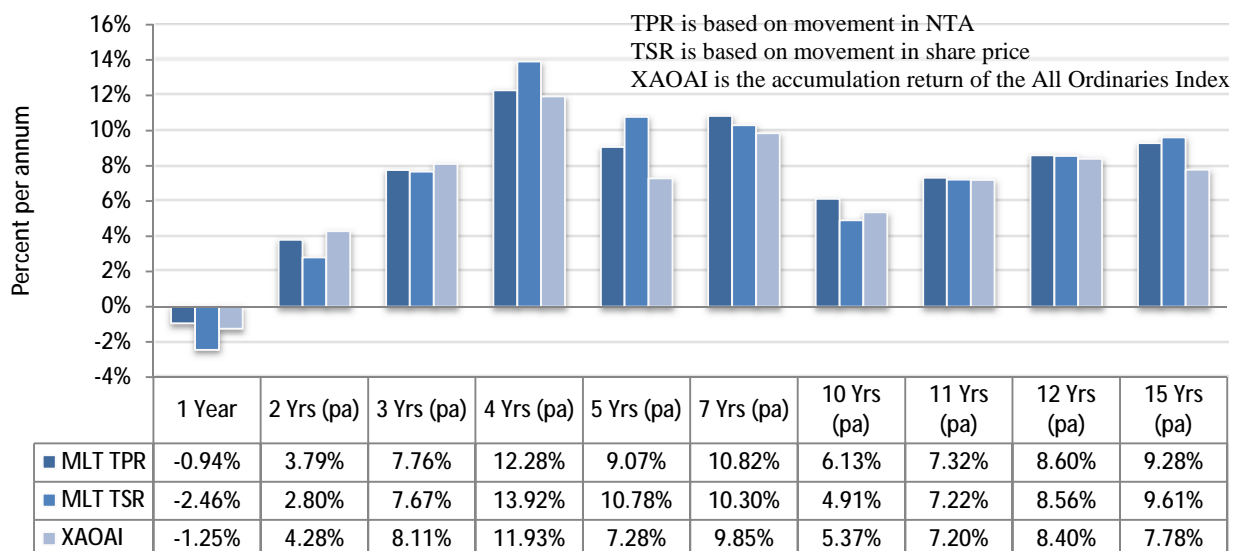 TPR is based on movement in NTA
TSR is based on movement in share price
XAOAI is the accumulation return of the All Ordinaries Index
Percent per annum
16%
14%
12%
10%
8%
6%
4%
2%
0%
-2%
-4%
1 Year 2 Yrs (pa) 3 Yrs (pa) 4 Yrs (pa) 5 Yrs (pa) 7 Yrs (pa) 10 Yrs (pa) 11 Yrs (pa) 12 Yrs (pa) 15 Yrs (pa)
MLT TPR -0.94% 3.79% 7.76% 12.28% 9.07% 10.82% 6.13% 7.32% 8.60% 9.28%
MLT TSR -2.46% 2.80% 7.67% 13.92% 10.78% 10.30% 4.91% 7.22% 8.56% 9.61%
XAOAI -1.25% 4.28% 8.11% 11.93% 7.28% 9.85% 5.37% 7.20% 8.40% 7.78%